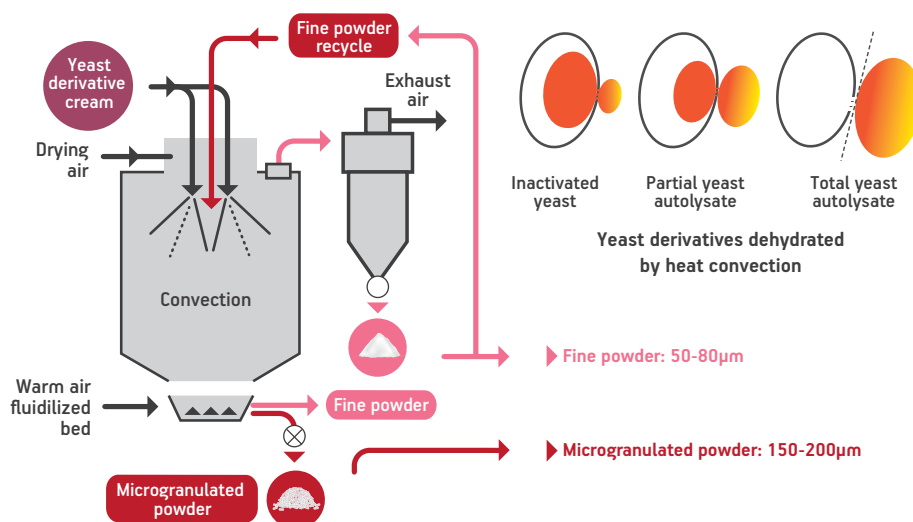 Fine powder
recycle
Yeast
derivative
cream
Exhaust
air
Drying
air
Inactivated
yeast
Partial yeast
autolysate
Total yeast
autolysate
Yeast derivatives dehydrated
by heat convection
Convection
Fine powder: 50-80µm
Warm air
fluidilized
bed
Fine powder
Microgranulated powder: 150-200µm
Microgranulated
powder